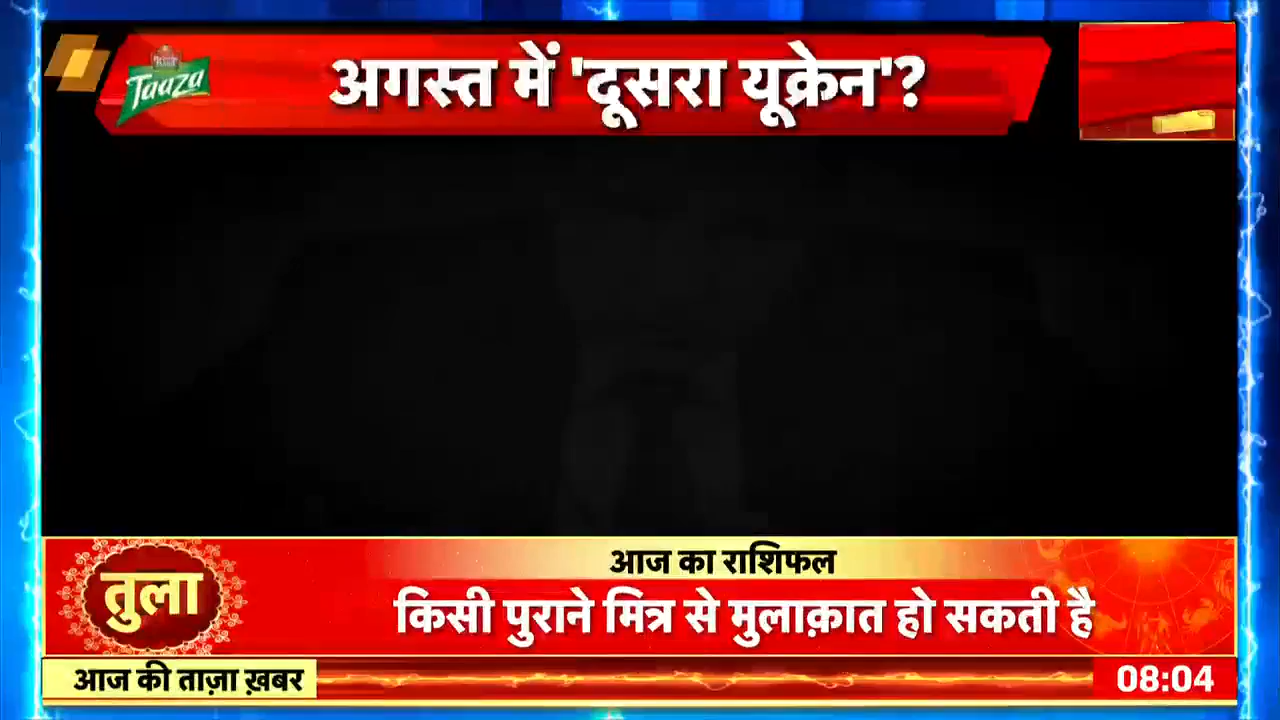 Taaza
अगस्त में 'दूसरा यूक्रेन'?
तुला
आज का राशिफल
किसी पुराने मित्र से मुलाक़ात हो सकती है
आज की ताज़ा ख़बर
08:04